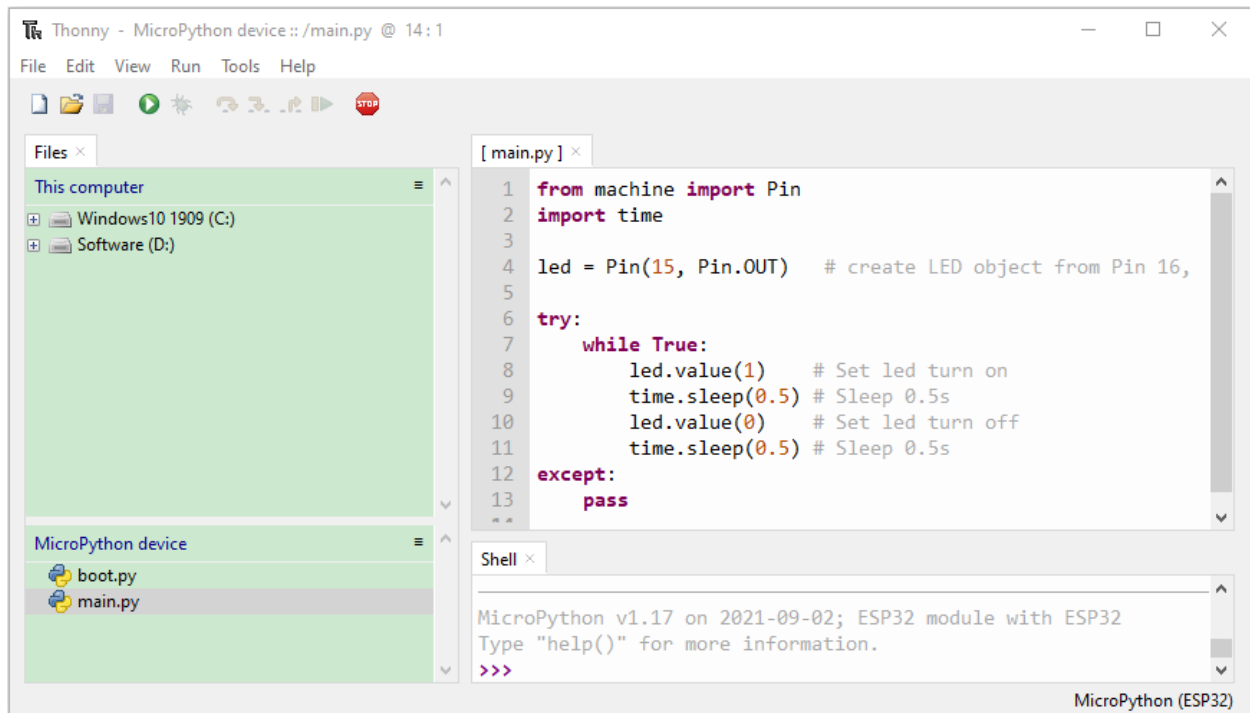 Thonny - MicroPython device :: /main.py @ 14 : 1
File Edit View Run Tools Help
STOP
Files ×
This computer
Windows10 1909 (C:)
Software (D:)
MicroPython device
boot.py
main.py
[ main.py ] ×
1 from machine import Pin
2 import time
3
4 led = Pin(15, Pin.OUT)   # create LED object from Pin 16,
5
6 try:
7     while True:
8         led.value(1)    # Set led turn on
9         time.sleep(0.5) # Sleep 0.5s
10         led.value(0)    # Set led turn off
11         time.sleep(0.5) # Sleep 0.5s
12 except:
13     pass
Shell ×
MicroPython v1.17 on 2021-09-02; ESP32 module with ESP32
Type "help()" for more information.
>>>
MicroPython (ESP32)